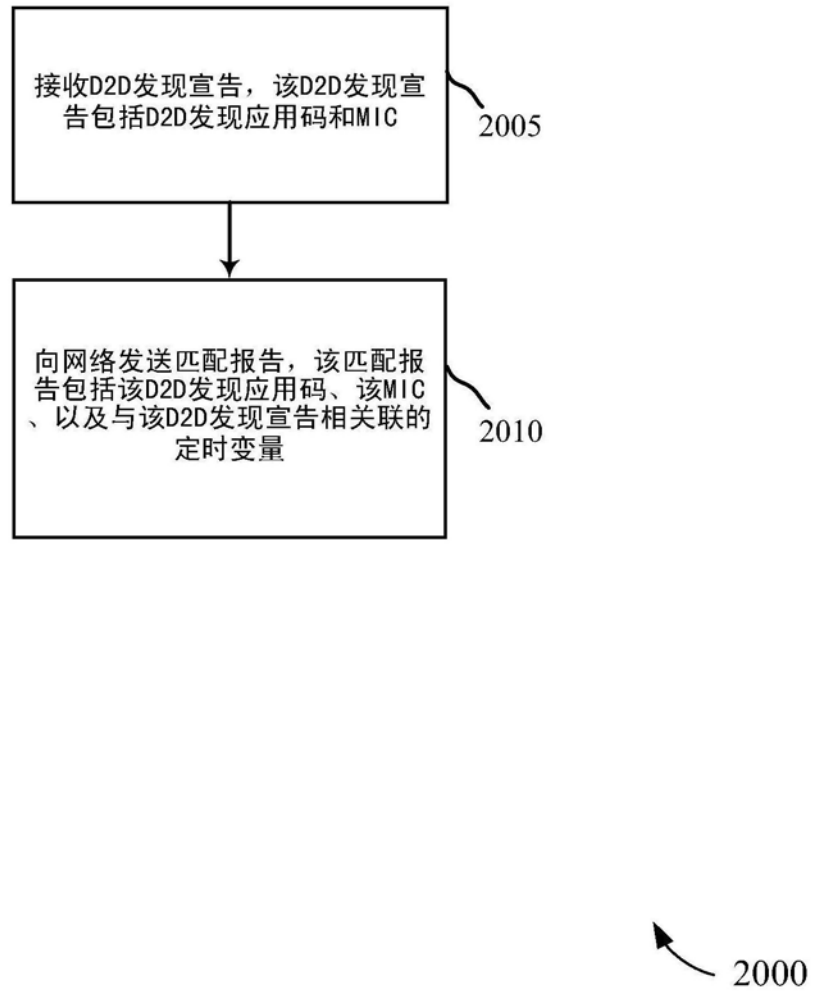 接收D2D发现宣告，该D2D发现宣
告包括D2D发现应用码和MIC
2005
向网络发送匹配报告，该匹配报
告包括该D2D发现应用码、该MIC
、以及与该D2D发现宣告相关联的
定时变量
2010
2000